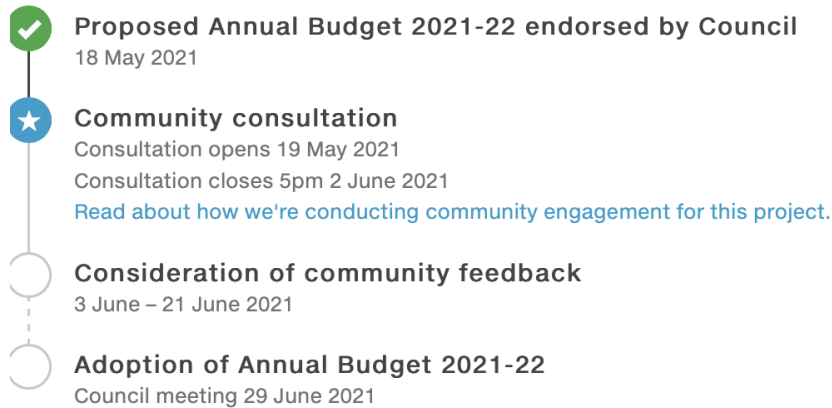 Proposed Annual Budget 2021-22 endorsed by Council
18 May 2021
Community consultation
Consultation opens 19 May 2021
Consultation closes 5pm 2 June 2021
Read about how we're conducting community engagement for this project.
Consideration of community feedback
3 June – 21 June 2021
Adoption of Annual Budget 2021-22
Council meeting 29 June 2021